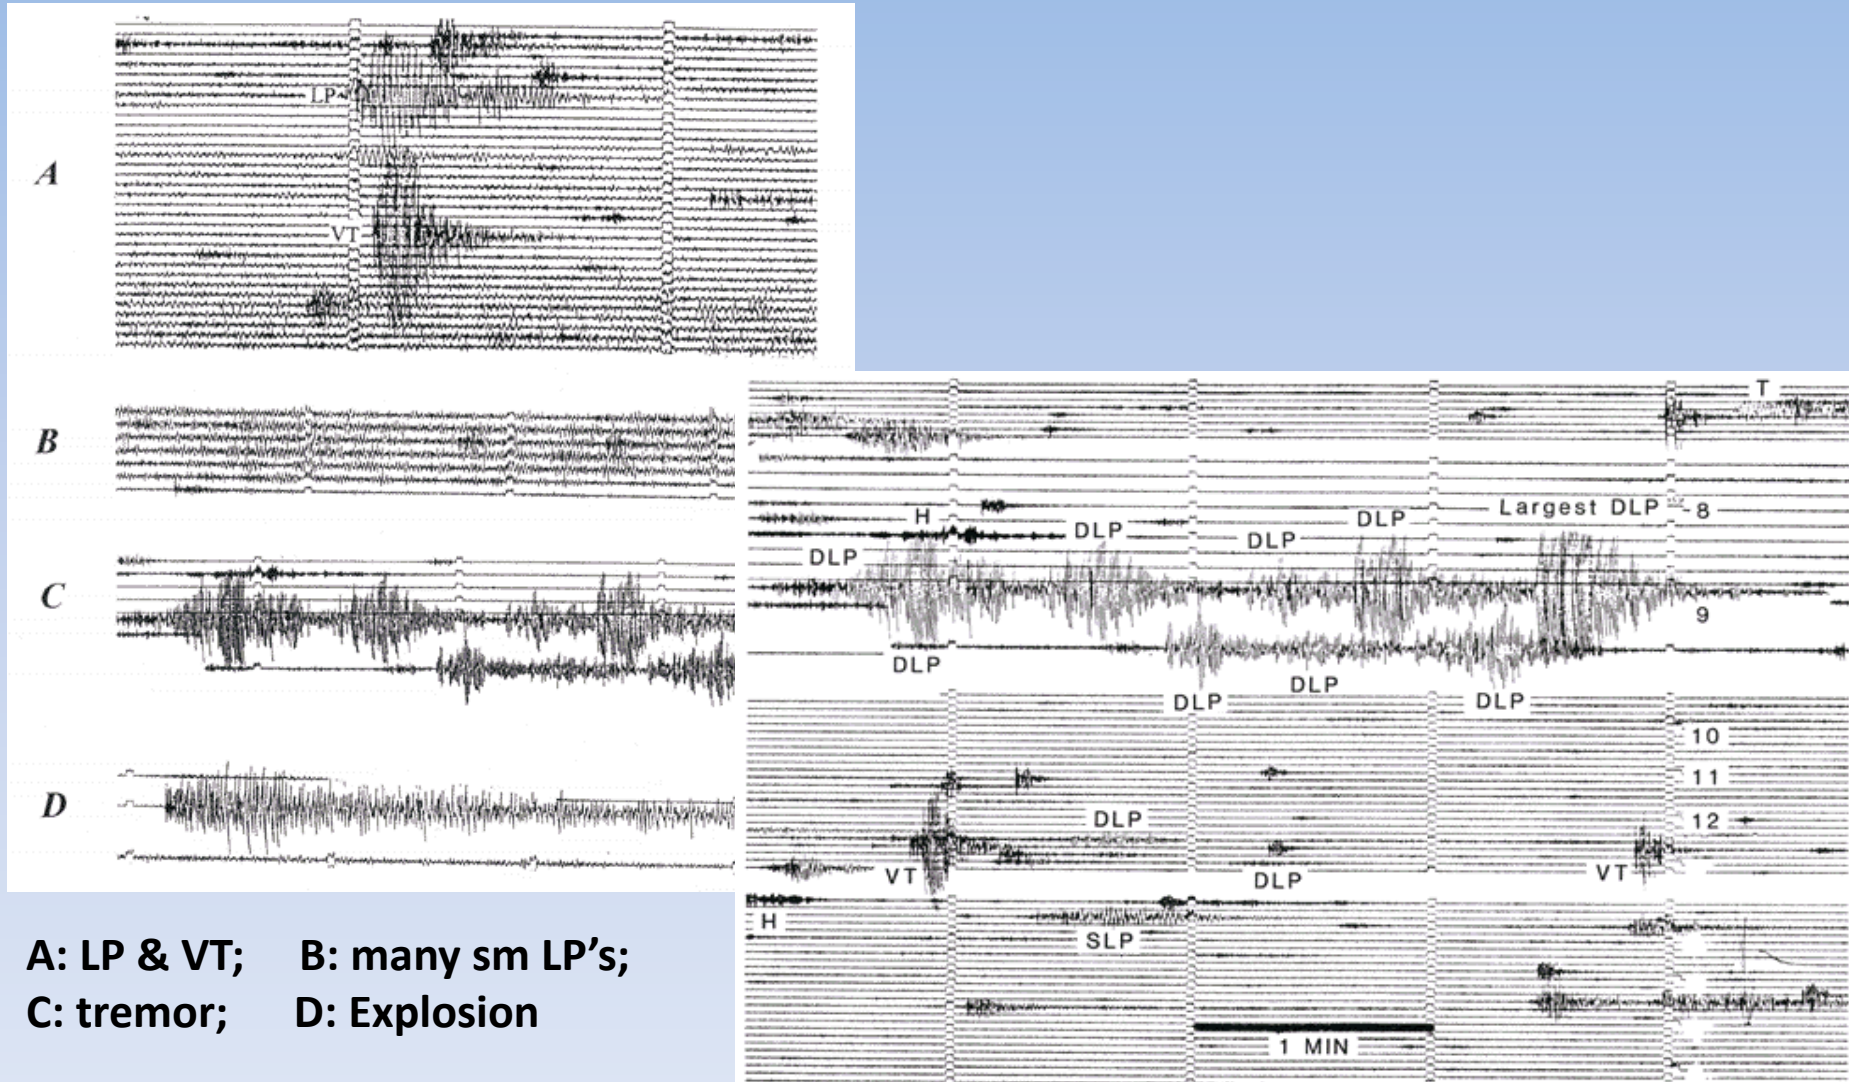 A
LP
VT
B
C
D
T
H
DLP
DLP
DLP
DLP
Largest DLP
8
9
DLP
DLP
DLP
DLP
10
11
12
DLP
VT
DLP
VT
H
SLP
1 MIN
A: LP & VT; B: many sm LP’s;
C: tremor; D: Explosion